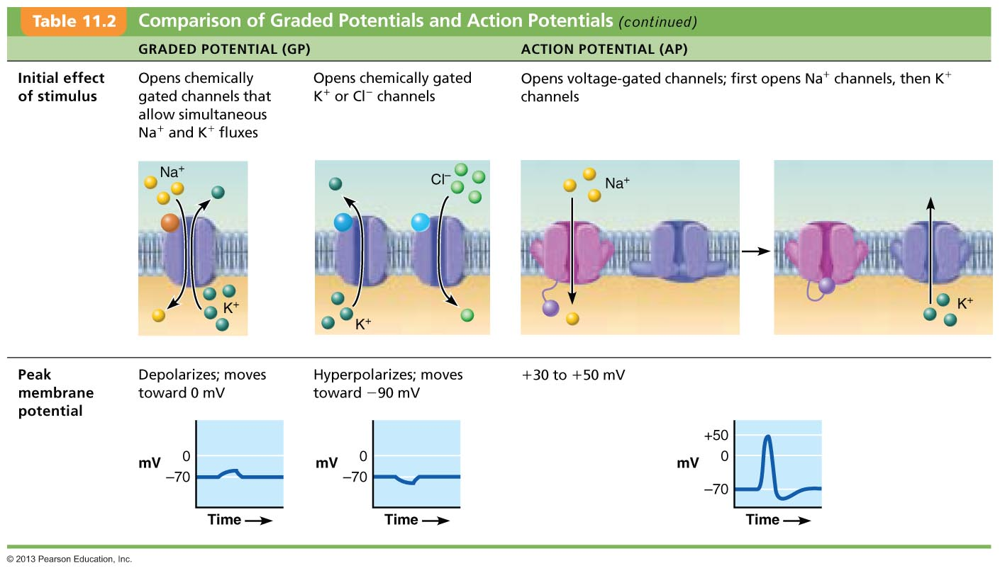 Table 11.2 Comparison of Graded Potentials and Action Potentials (continued)
GRADED POTENTIAL (GP)
ACTION POTENTIAL (AP)
Initial effect
of stimulus
Opens chemically
gated channels that
allow simultaneous
Na⁺ and K⁺ fluxes
Opens chemically gated
K⁺ or Cl⁻ channels
Opens voltage-gated channels; first opens Na⁺ channels, then K⁺
channels
Na⁺
K⁺
Cl⁻
K⁺
Na⁺
K⁺
Peak
membrane
potential
Depolarizes; moves
toward 0 mV
Hyperpolarizes; moves
toward −90 mV
+30 to +50 mV
mV
0
–70
Time
mV
0
–70
Time
mV
+50
0
–70
Time
© 2013 Pearson Education, Inc.